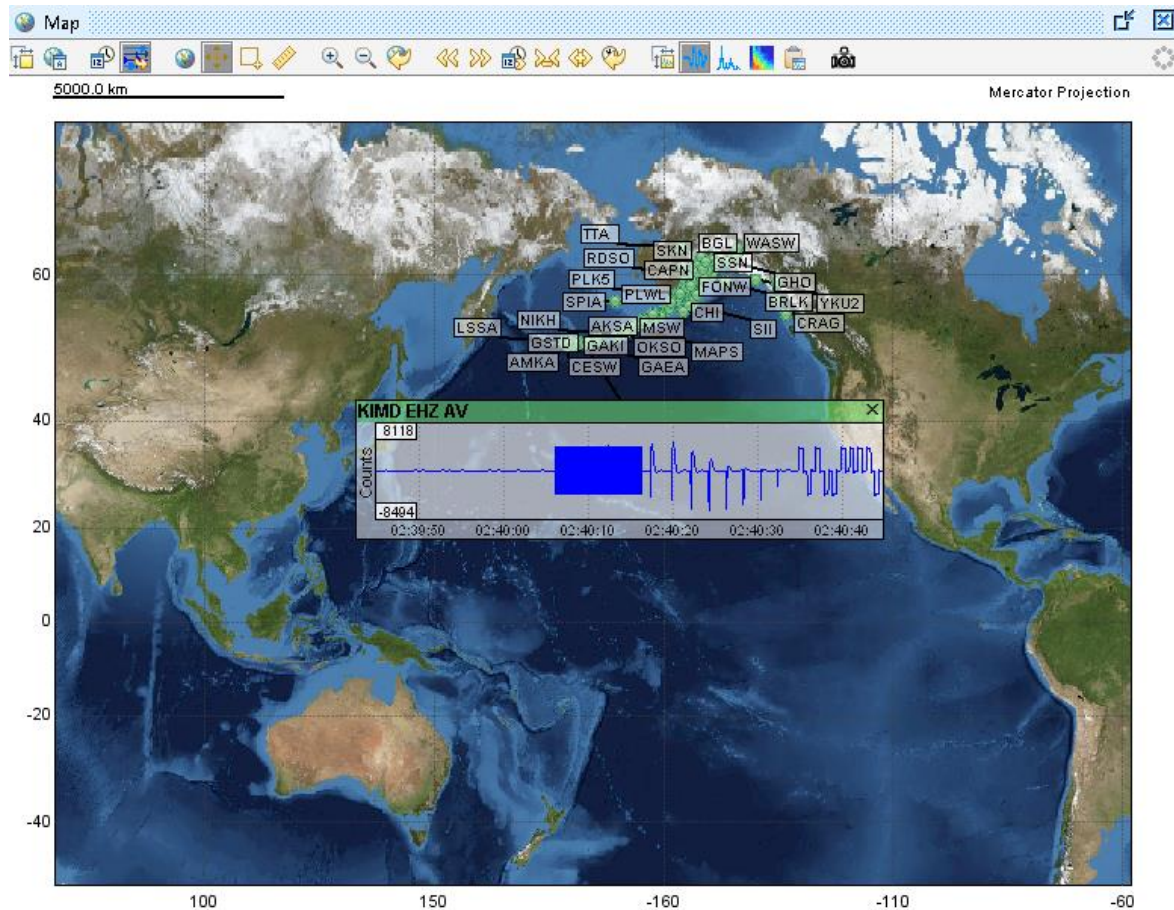 Map
5000.0 km
Mercator Projection
TTA
BGL
WASW
SKN
RDSO
SSN
CAPN
PLK5
GHO
FONW
PLWL
SPIA
BRLK
YKU2
CHI
NIKH
CRAG
LSSA
AKSA
MSW
SII
GSTD
GAKI
OKSO
MAPS
AMKA
CESW
GAEA
KIMD EHZ AV
8118
Counts
-8494
02:39:50 02:40:00 02:40:10 02:40:20 02:40:30 02:40:40
60
40
20
0
-20
-40
100 150 -160 -110 -60